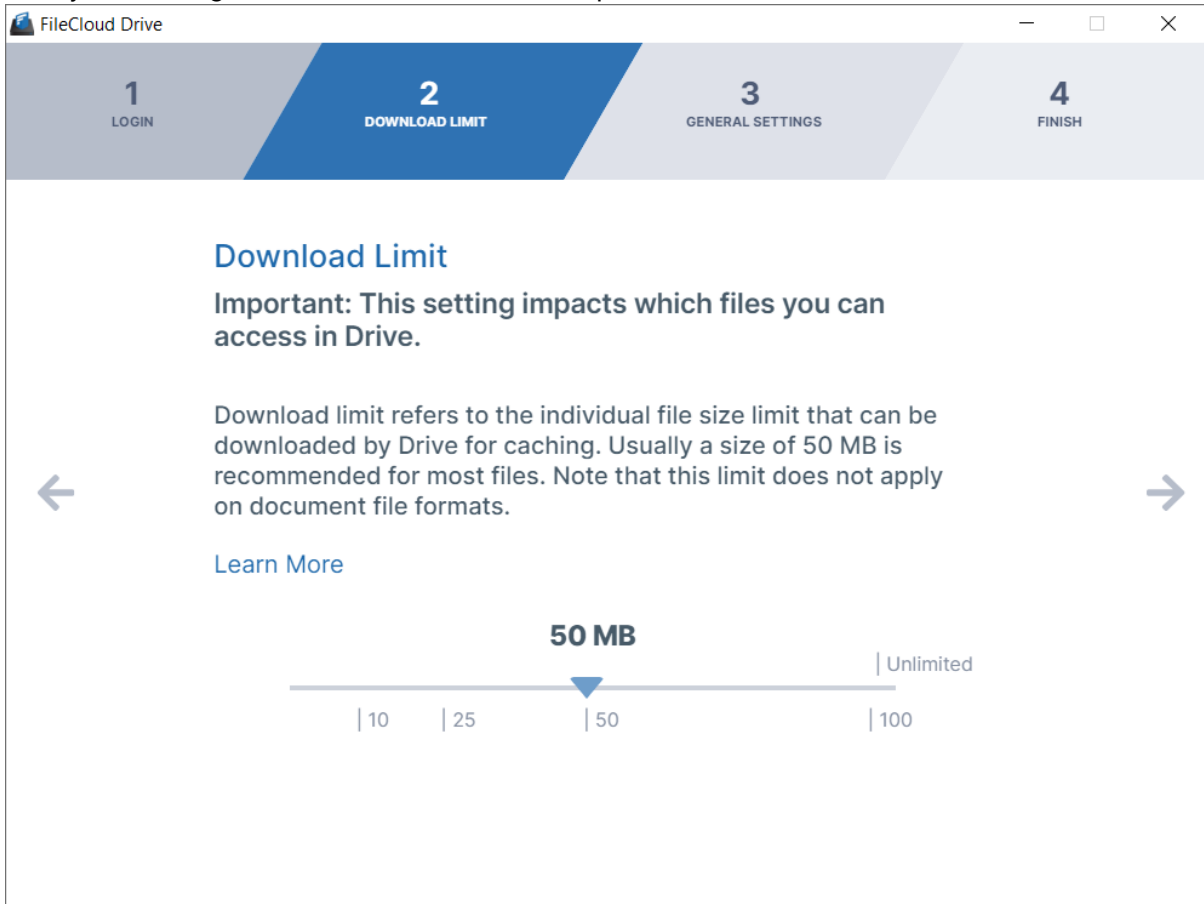 FileCloud Drive
1
LOGIN
2
DOWNLOAD LIMIT
3
GENERAL SETTINGS
4
FINISH
Download Limit
Important: This setting impacts which files you can
access in Drive.
Download limit refers to the individual file size limit that can be
downloaded by Drive for caching. Usually a size of 50 MB is
recommended for most files. Note that this limit does not apply
on document file formats.
Learn More
50 MB
| Unlimited
| 10 | 25 | 50 | 100